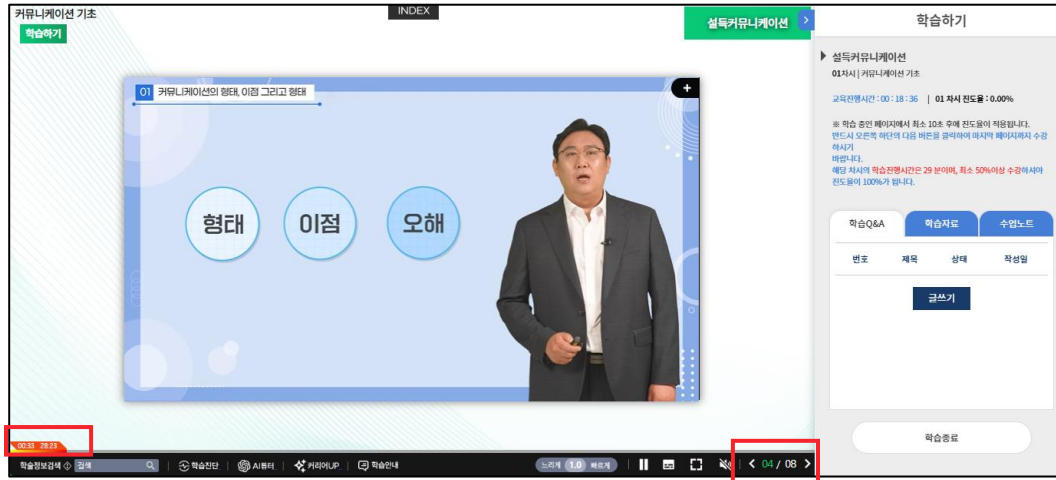 커뮤니케이션 기초
INDEX
학습하기
설득커뮤니케이션
01 커뮤니케이션의 형태, 이점 그리고 형태
형태
이점
오해
00:33 28:23
학술정보검색
검색
학습진단
AI튜터
커리어UP
학습안내
느리게 1.0 빠르게
04 / 08
학습하기
설득커뮤니케이션
01차시 | 커뮤니케이션 기초
교육진행시간 : 00 : 18 : 36 | 01 차시 진도율 : 0.00%
※ 학습 중인 페이지에서 최소 10초 후에 진도율이 적용됩니다.
반드시 오른쪽 하단의 다음 버튼을 클릭하여 마지막 페이지까지 수강
하시기
바랍니다.
해당 차시의 학습진행시간은 29 분이며, 최소 50%이상 수강하셔야
진도율이 100%가 됩니다.
학습Q&A
학습자료
수업노트
번호 제목 상태 작성일
글쓰기
학습종료